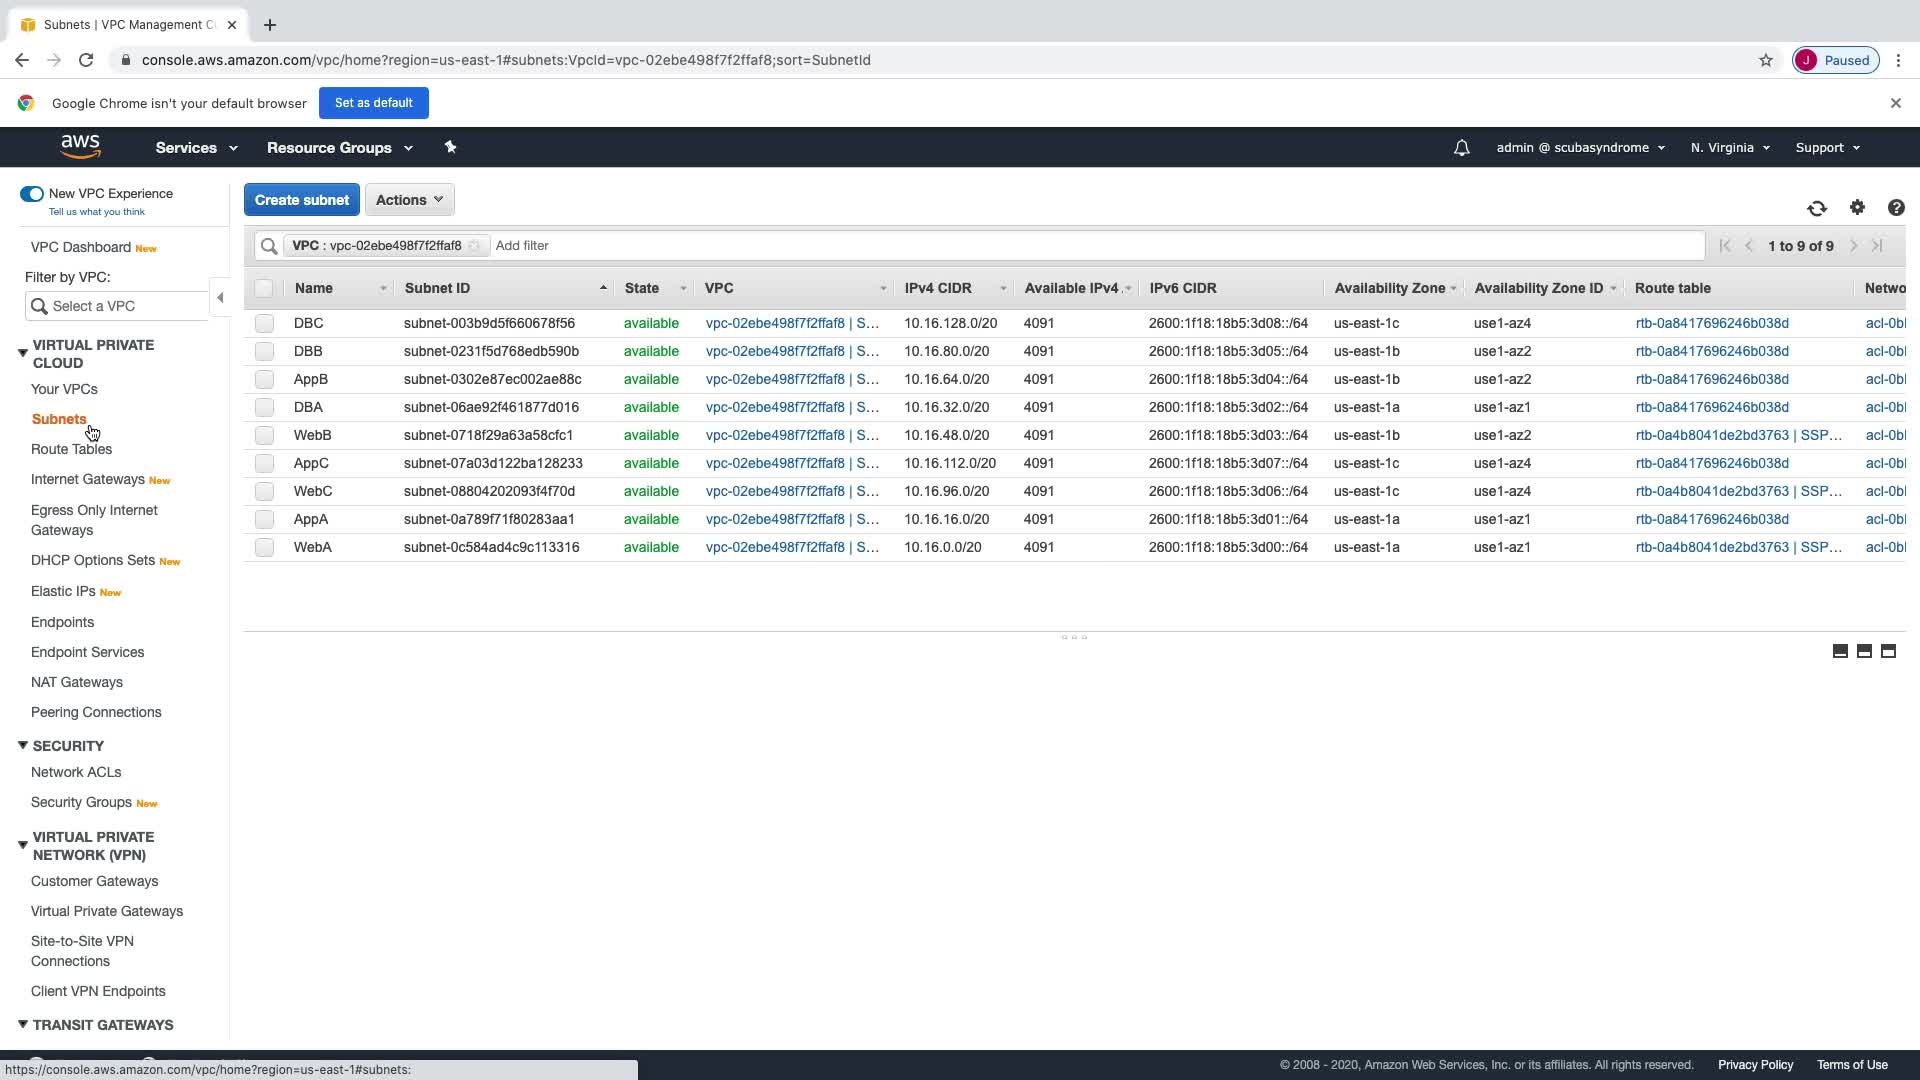 Subnets | VPC Management C
console.aws.amazon.com/vpc/home?region=us-east-1#subnets:VpcId=vpc-02ebe498f7f2ffaf8;sort=SubnetId
J Paused
Google Chrome isn't your default browser Set as default
aws Services Resource Groups admin @ scubasyndrome N. Virginia Support
New VPC Experience
Tell us what you think
VPC Dashboard New
Filter by VPC:
Select a VPC
VIRTUAL PRIVATE
CLOUD
Your VPCs
Subnets
Route Tables
Internet Gateways New
Egress Only Internet
Gateways
DHCP Options Sets New
Elastic IPs New
Endpoints
Endpoint Services
NAT Gateways
Peering Connections
SECURITY
Network ACLs
Security Groups New
VIRTUAL PRIVATE
NETWORK (VPN)
Customer Gateways
Virtual Private Gateways
Site-to-Site VPN
Connections
Client VPN Endpoints
TRANSIT GATEWAYS
Create subnet Actions
VPC : vpc-02ebe498f7f2ffaf8 Add filter 1 to 9 of 9
Name Subnet ID State VPC IPv4 CIDR Available IPv4 IPv6 CIDR Availability Zone Availability Zone ID Route table Netwo
DBC subnet-003b9d5f660678f56 available vpc-02ebe498f7f2ffaf8 | S... 10.16.128.0/20 4091 2600:1f18:18b5:3d08::/64 us-east-1c use1-az4 rtb-0a8417696246b038d acl-0bl
DBB subnet-0231f5d768edb590b available vpc-02ebe498f7f2ffaf8 | S... 10.16.80.0/20 4091 2600:1f18:18b5:3d05::/64 us-east-1b use1-az2 rtb-0a8417696246b038d acl-0bl
AppB subnet-0302e87ec002ae88c available vpc-02ebe498f7f2ffaf8 | S... 10.16.64.0/20 4091 2600:1f18:18b5:3d04::/64 us-east-1b use1-az2 rtb-0a8417696246b038d acl-0bl
DBA subnet-06ae92f461877d016 available vpc-02ebe498f7f2ffaf8 | S... 10.16.32.0/20 4091 2600:1f18:18b5:3d02::/64 us-east-1a use1-az1 rtb-0a8417696246b038d acl-0bl
WebB subnet-0718f29a63a58cfc1 available vpc-02ebe498f7f2ffaf8 | S... 10.16.48.0/20 4091 2600:1f18:18b5:3d03::/64 us-east-1b use1-az2 rtb-0a4b8041de2bd3763 | SSP... acl-0bl
AppC subnet-07a03d122ba128233 available vpc-02ebe498f7f2ffaf8 | S... 10.16.112.0/20 4091 2600:1f18:18b5:3d07::/64 us-east-1c use1-az4 rtb-0a8417696246b038d acl-0bl
WebC subnet-08804202093f4f70d available vpc-02ebe498f7f2ffaf8 | S... 10.16.96.0/20 4091 2600:1f18:18b5:3d06::/64 us-east-1c use1-az4 rtb-0a4b8041de2bd3763 | SSP... acl-0bl
AppA subnet-0a789f71f80283aa1 available vpc-02ebe498f7f2ffaf8 | S... 10.16.16.0/20 4091 2600:1f18:18b5:3d01::/64 us-east-1a use1-az1 rtb-0a8417696246b038d acl-0bl
WebA subnet-0c584ad4c9c113316 available vpc-02ebe498f7f2ffaf8 | S... 10.16.0.0/20 4091 2600:1f18:18b5:3d00::/64 us-east-1a use1-az1 rtb-0a4b8041de2bd3763 | SSP... acl-0bl
https://console.aws.amazon.com/vpc/home?region=us-east-1#subnets:
© 2008 - 2020, Amazon Web Services, Inc. or its affiliates. All rights reserved. Privacy Policy Terms of Use